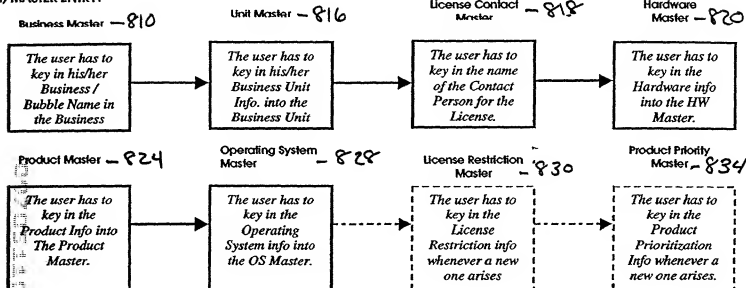 Business Master - 810
Unit Master - 816
License Contact
Master - 818
Hardware
Master - 820
The user has to
key in his/her
Business /
Bubble Name in
the Business
The user has to
key in his/her
Business Unit
Info. into the
Business Unit
The user has to
key in the name
of the Contact
Person for the
License.
The user has to
key in the
Hardware info
into the HW
Master.
Product Master - 824
Operating System
Master - 828
License Restriction
Master - 830
Product Priority
Master - 834
The user has to
key in the
Product Info into
The Product
Master.
The user has to
key in the
Operating
System info into
the OS Master.
The user has to
key in the
License
Restriction info
whenever a new
one arises
The user has to
key in the
Product
Prioritization
Info whenever a
new one arises.